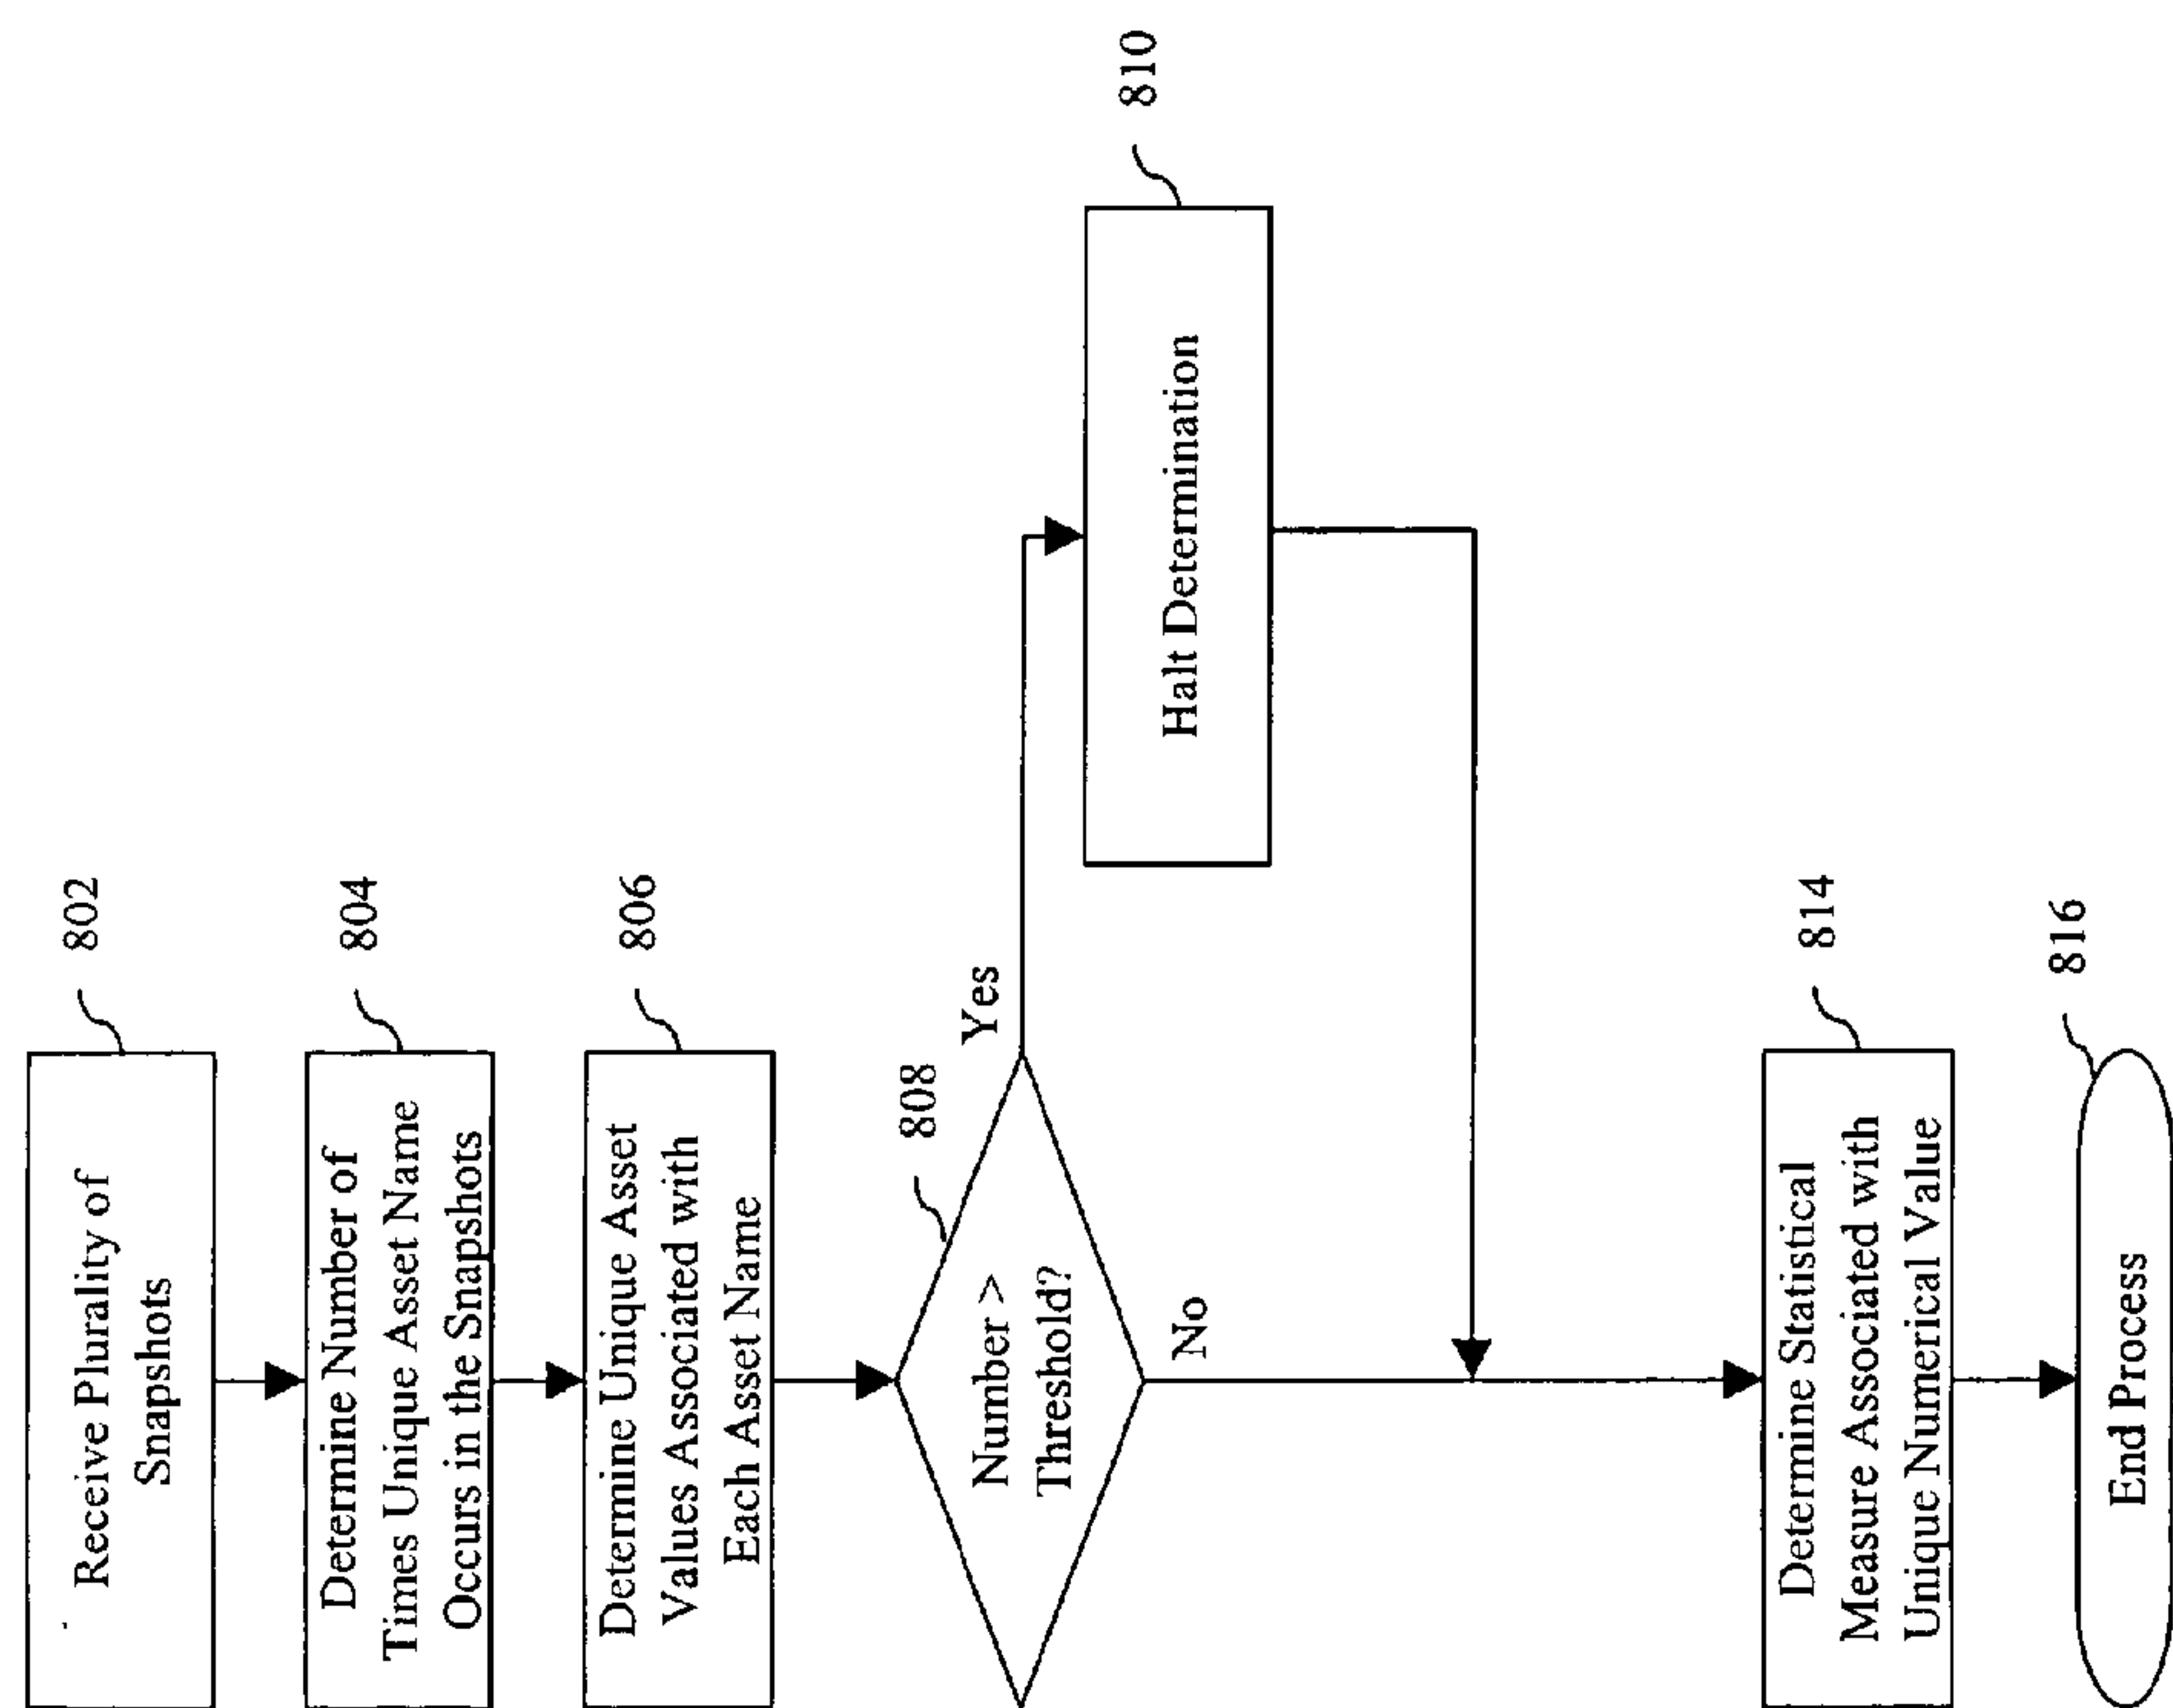 802
Receive Plurality of
Snapshots
804
Determine Number of
Times Unique Asset Name
Occurs in the Snapshots
806
Determine Unique Asset
Values Associated with
Each Asset Name
808
Number >
Threshold?
Yes
No
810
Halt Determination
814
Determine Statistical
Measure Associated with
Unique Numerical Value
816
End Process